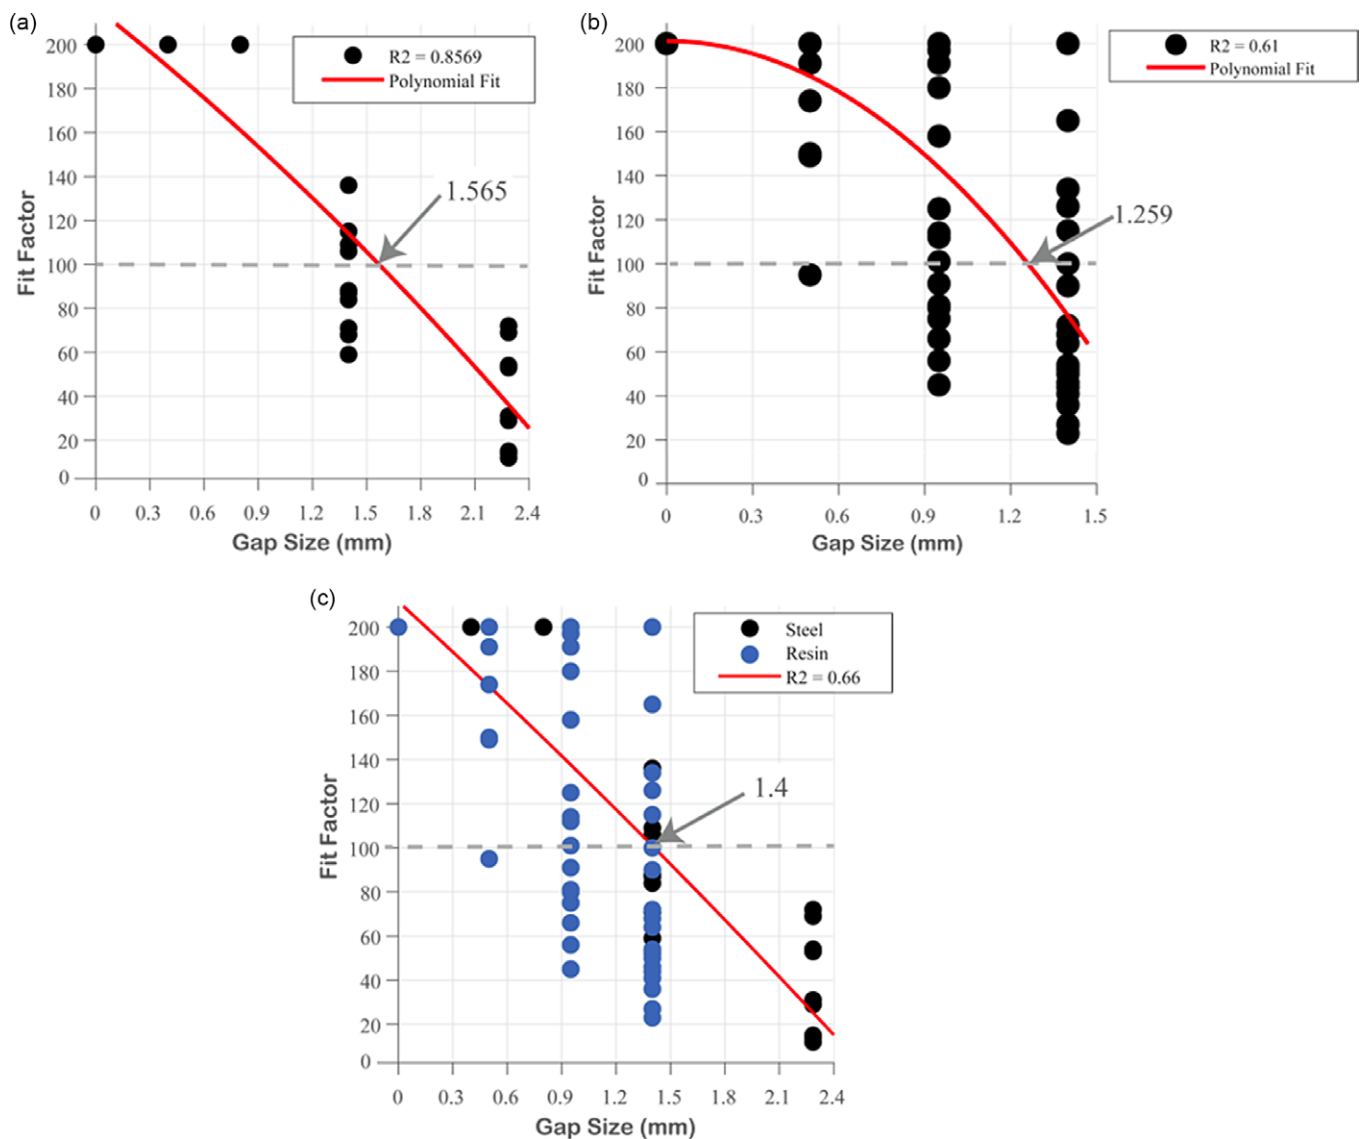 (a)
200
180
160
140
120
100
80
60
40
20
0
Fit Factor
R2 = 0.8569
Polynomial Fit
1.565
0 0.3 0.6 0.9 1.2 1.5 1.8 2.1 2.4
Gap Size (mm)
(b)
200
180
160
140
120
100
80
60
40
20
0
Fit Factor
R2 = 0.61
Polynomial Fit
1.259
0 0.3 0.6 0.9 1.2 1.5
Gap Size (mm)
(c)
200
180
160
140
120
100
80
60
40
20
0
Fit Factor
Steel
Resin
R2 = 0.66
1.4
0 0.3 0.6 0.9 1.2 1.5 1.8 2.1 2.4
Gap Size (mm)